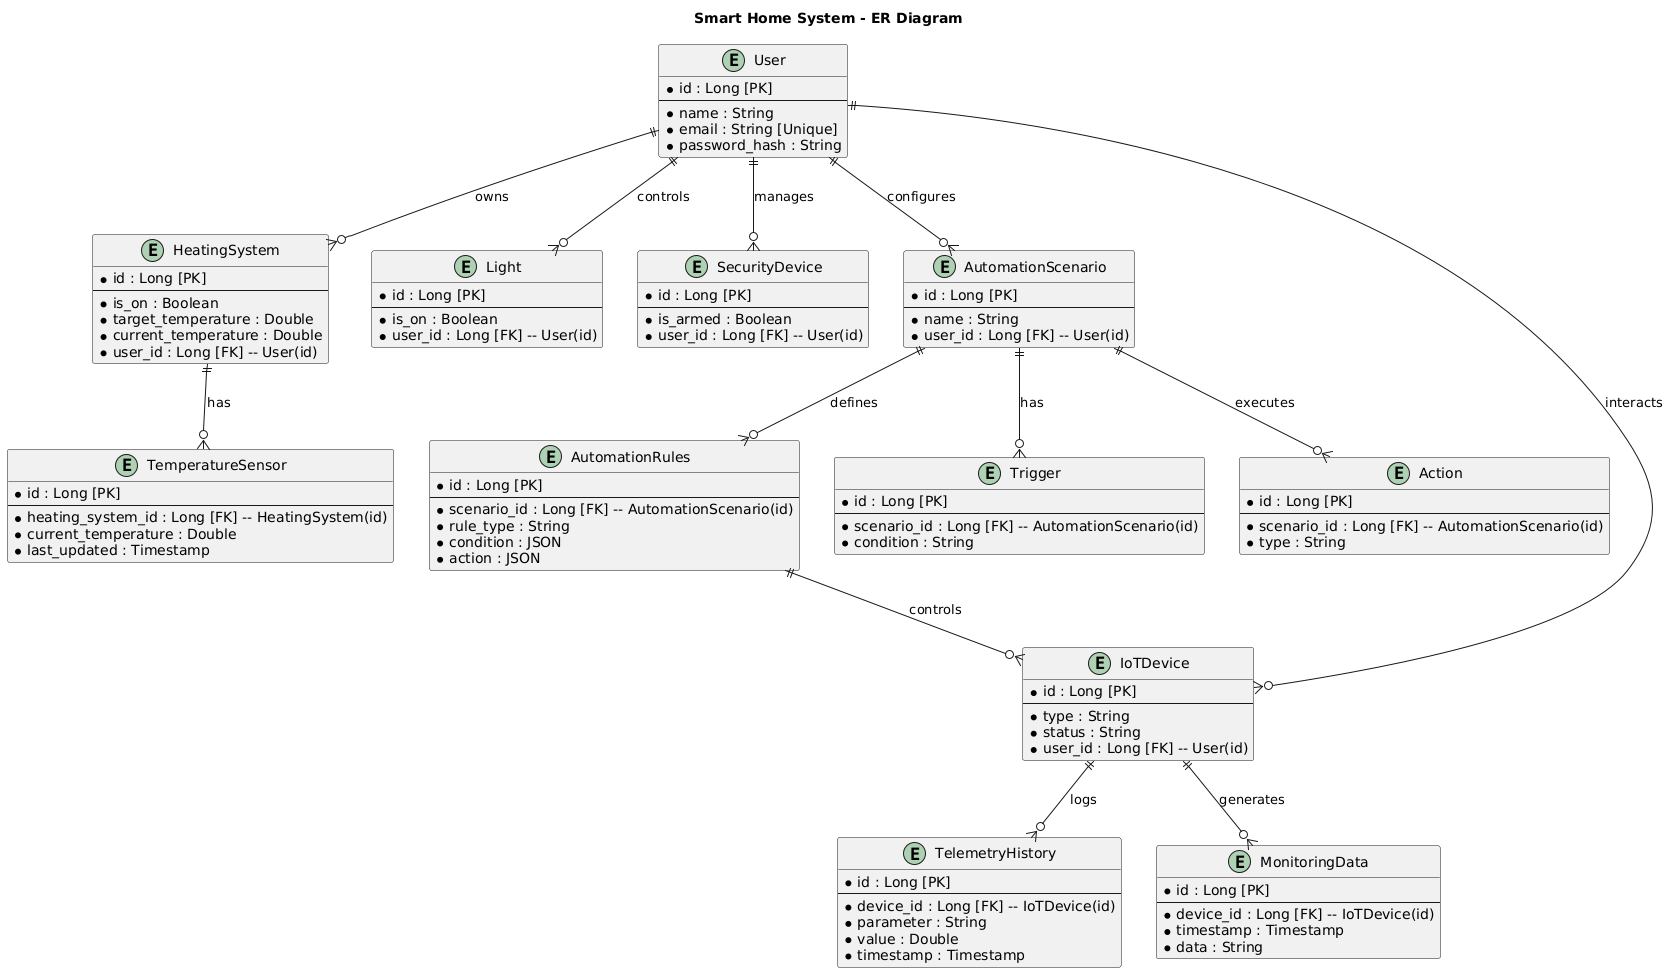 Smart Home System - ER Diagram
E User
id : Long [PK]
name : String
email : String [Unique]
password_hash : String
owns
controls
manages
configures
E HeatingSystem
id : Long [PK]
is_on : Boolean
target_temperature : Double
current_temperature : Double
user_id : Long [FK] -- User(id)
E Light
id : Long [PK]
is_on : Boolean
user_id : Long [FK] -- User(id)
E SecurityDevice
id : Long [PK]
is_armed : Boolean
user_id : Long [FK] -- User(id)
E AutomationScenario
id : Long [PK]
name : String
user_id : Long [FK] -- User(id)
has
defines
has
executes
interacts
E TemperatureSensor
id : Long [PK]
heating_system_id : Long [FK] -- HeatingSystem(id)
current_temperature : Double
last_updated : Timestamp
E AutomationRules
id : Long [PK]
scenario_id : Long [FK] -- AutomationScenario(id)
rule_type : String
condition : JSON
action : JSON
E Trigger
id : Long [PK]
scenario_id : Long [FK] -- AutomationScenario(id)
condition : String
E Action
id : Long [PK]
scenario_id : Long [FK] -- AutomationScenario(id)
type : String
controls
E IoTDevice
id : Long [PK]
type : String
status : String
user_id : Long [FK] -- User(id)
logs
generates
E TelemetryHistory
id : Long [PK]
device_id : Long [FK] -- IoTDevice(id)
parameter : String
value : Double
timestamp : Timestamp
E MonitoringData
id : Long [PK]
device_id : Long [FK] -- IoTDevice(id)
timestamp : Timestamp
data : String